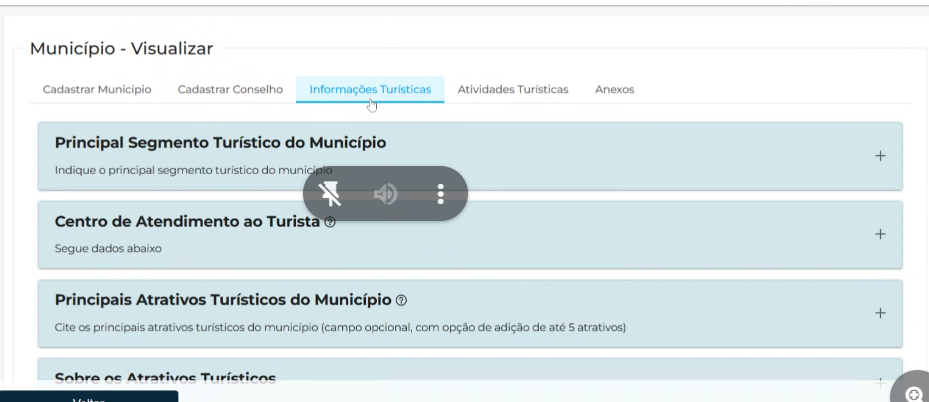 Município - Visualizar
Cadastrar Município Cadastrar Conselho Informações Turísticas Atividades Turísticas Anexos
Principal Segmento Turístico do Município
Indique o principal segmento turístico do município
Centro de Atendimento ao Turista
Segue dados abaixo
Principais Atrativos Turísticos do Município
Cite os principais atrativos turísticos do município (campo opcional, com opção de adição de até 5 atrativos)
Sobre os Atrativos Turísticos
Voltar